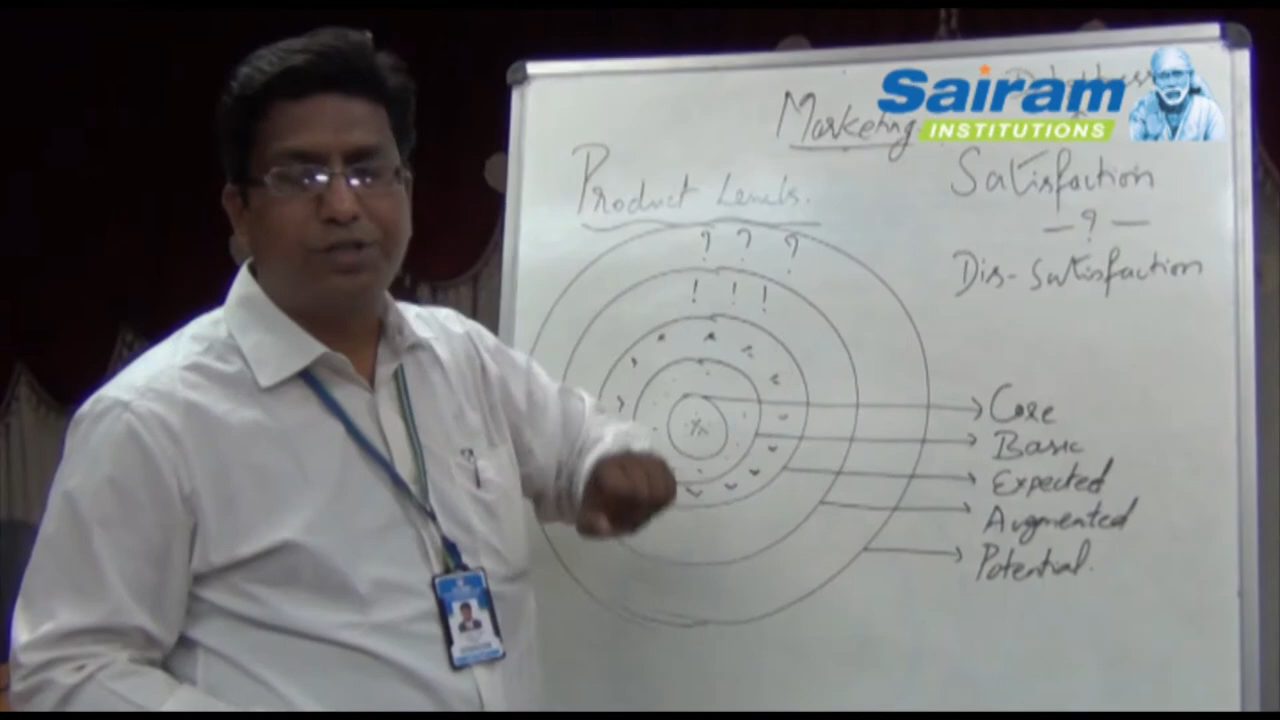 Sairam
INSTITUTIONS
Marketing
Product Levels.
Satisfaction
- ? -
Dis-Satisfaction
? ? ?
! ! !
Core
Basic
Expected
Augmented
Potential.